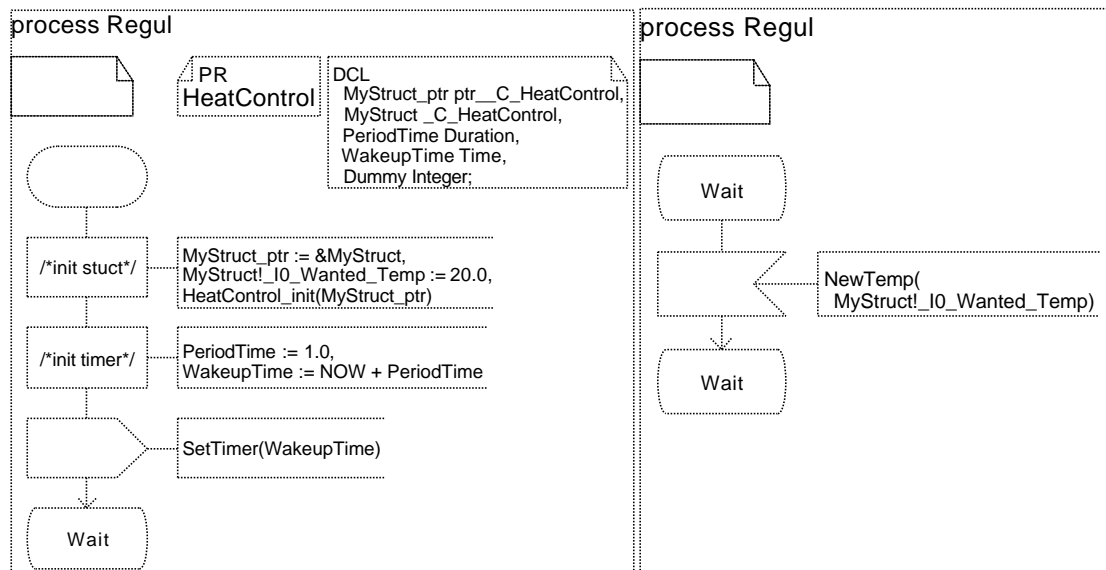 process Regul
PR
HeatControl
DCL
MyStruct_ptr ptr__C_HeatControl,
MyStruct _C_HeatControl,
PeriodTime Duration,
WakeupTime Time,
Dummy Integer;
/*init stuct*/
MyStruct_ptr := &MyStruct,
MyStruct!_I0_Wanted_Temp := 20.0,
HeatControl_init(MyStruct_ptr)
/*init timer*/
PeriodTime := 1.0,
WakeupTime := NOW + PeriodTime
SetTimer(WakeupTime)
Wait
process Regul
Wait
NewTemp(
MyStruct!_I0_Wanted_Temp)
Wait